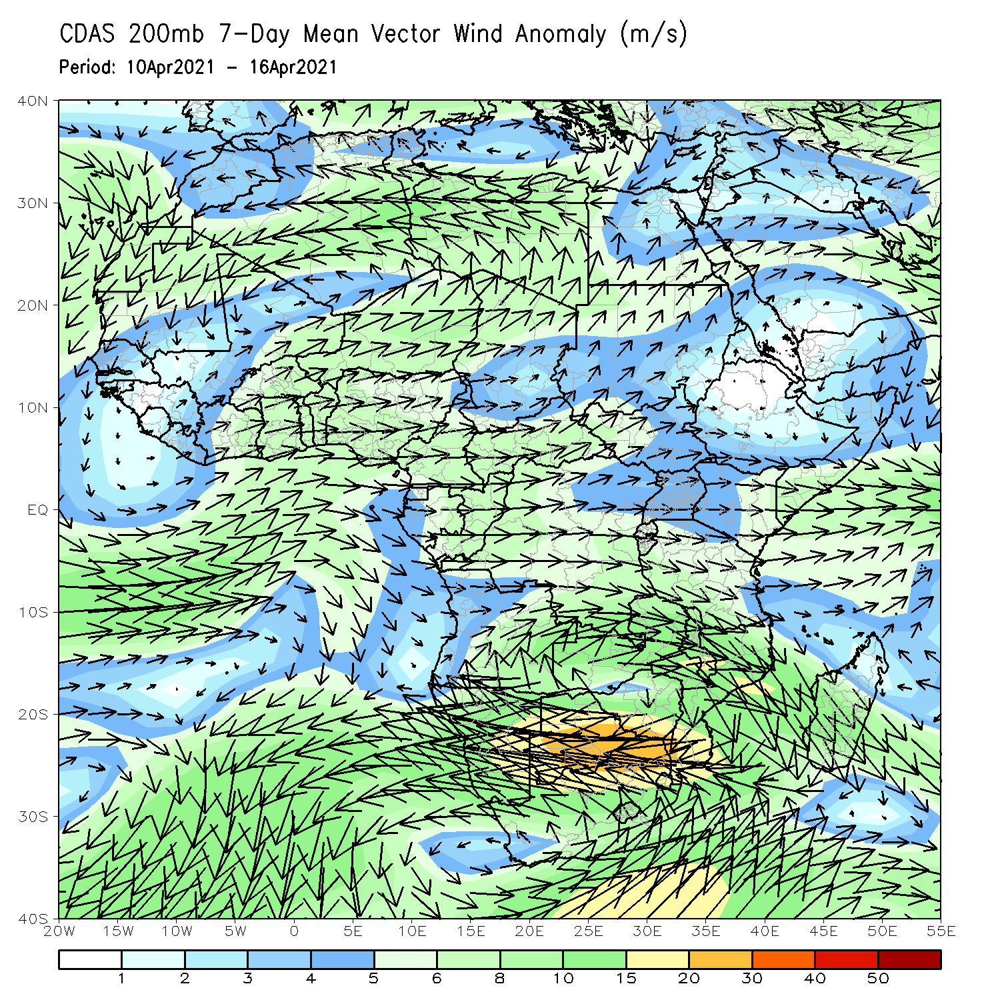 CDAS 200mb 7-Day Mean Vector Wind Anomaly (m/s)
Period: 10Apr2021 - 16Apr2021
40N
30N
20N
10N
EQ
10S
20S
30S
40S
20W 15W 10W 5W 0 5E 10E 15E 20E 25E 30E 35E 40E 45E 50E 55E
1 2 3 4 5 6 8 10 15 20 30 40 50